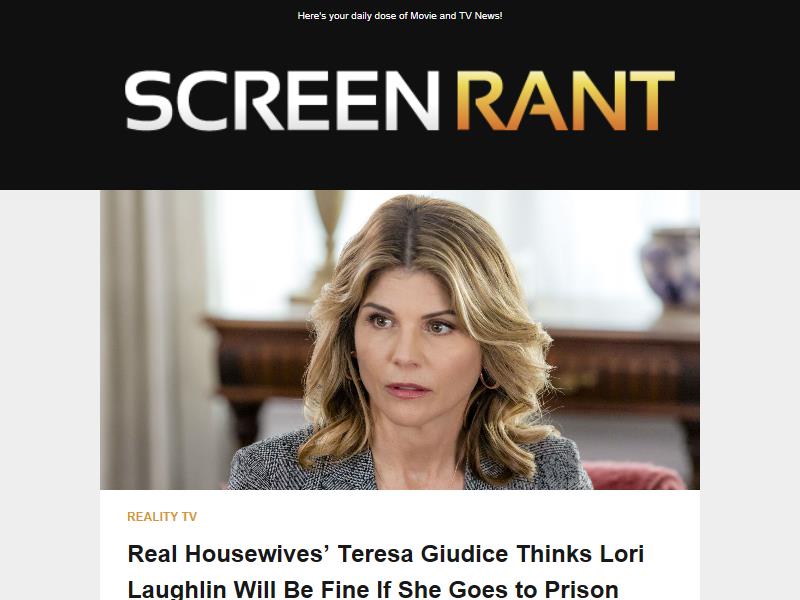 Here's your daily dose of Movie and TV News!
SCREEN RANT
REALITY TV
Real Housewives’ Teresa Giudice Thinks Lori
Laughlin Will Be Fine If She Goes to Prison